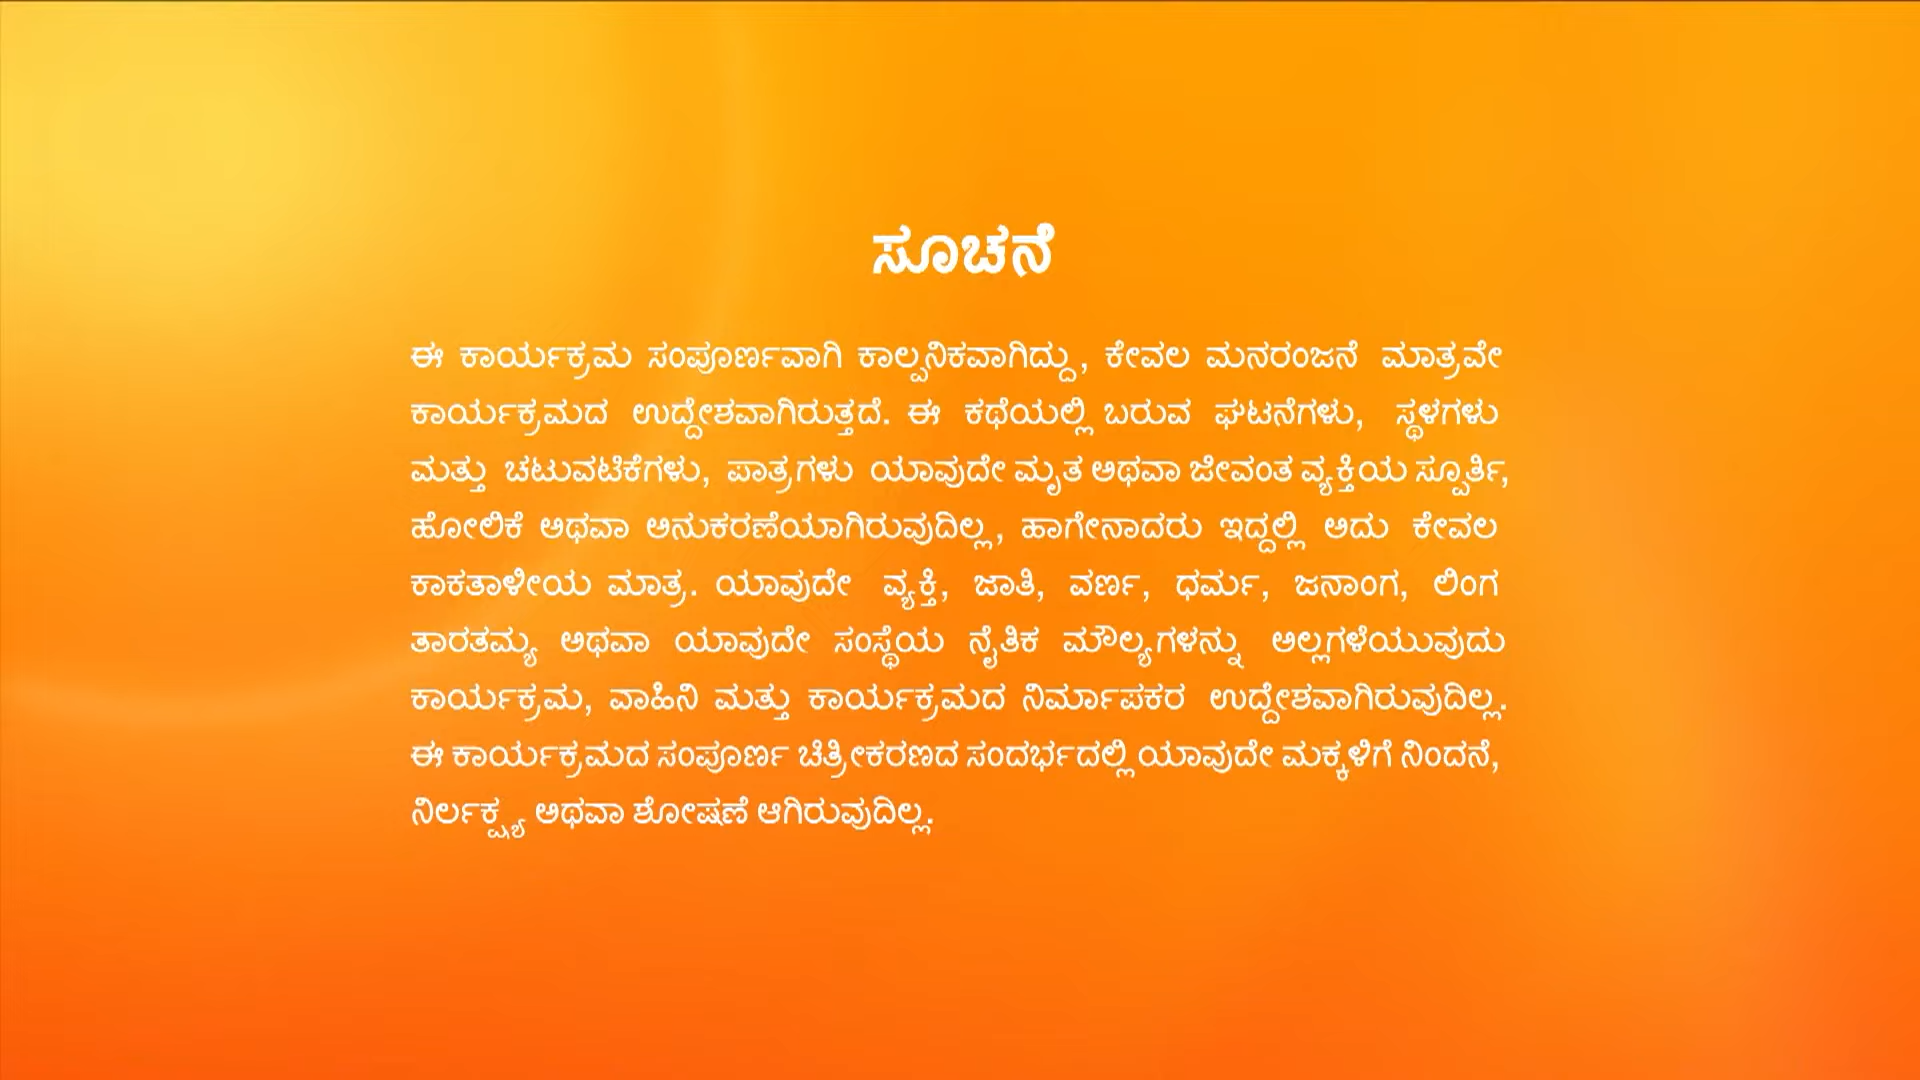 ಸೂಚನೆ
ಈ ಕಾರ್ಯಕ್ರಮ ಸಂಪೂರ್ಣವಾಗಿ ಕಾಲ್ಪನಿಕವಾಗಿದ್ದು, ಕೇವಲ ಮನರಂಜನೆ ಮಾತ್ರವೇ
ಕಾರ್ಯಕ್ರಮದ ಉದ್ದೇಶವಾಗಿರುತ್ತದೆ. ಈ ಕಥೆಯಲ್ಲಿ ಬರುವ ಘಟನೆಗಳು, ಸ್ಥಳಗಳು
ಮತ್ತು ಚಟುವಟಿಕೆಗಳು, ಪಾತ್ರಗಳು ಯಾವುದೇ ಮೃತ ಅಥವಾ ಜೀವಂತ ವ್ಯಕ್ತಿಯ ಸ್ಪೂರ್ತಿ,
ಹೋಲಿಕೆ ಅಥವಾ ಅನುಕರಣೆಯಾಗಿರುವುದಿಲ್ಲ, ಹಾಗೇನಾದರು ಇದ್ದಲ್ಲಿ ಅದು ಕೇವಲ
ಕಾಕತಾಳೀಯ ಮಾತ್ರ. ಯಾವುದೇ ವ್ಯಕ್ತಿ, ಜಾತಿ, ವರ್ಣ, ಧರ್ಮ, ಜನಾಂಗ, ಲಿಂಗ
ತಾರತಮ್ಯ ಅಥವಾ ಯಾವುದೇ ಸಂಸ್ಥೆಯ ನೈತಿಕ ಮೌಲ್ಯಗಳನ್ನು ಅಲ್ಲಗಳೆಯುವುದು
ಕಾರ್ಯಕ್ರಮ, ವಾಹಿನಿ ಮತ್ತು ಕಾರ್ಯಕ್ರಮದ ನಿರ್ಮಾಪಕರ ಉದ್ದೇಶವಾಗಿರುವುದಿಲ್ಲ.
ಈ ಕಾರ್ಯಕ್ರಮದ ಸಂಪೂರ್ಣ ಚಿತ್ರೀಕರಣದ ಸಂದರ್ಭದಲ್ಲಿ ಯಾವುದೇ ಮಕ್ಕಳಿಗೆ ನಿಂದನೆ,
ನಿರ್ಲಕ್ಷ್ಯ ಅಥವಾ ಶೋಷಣೆ ಆಗಿರುವುದಿಲ್ಲ.